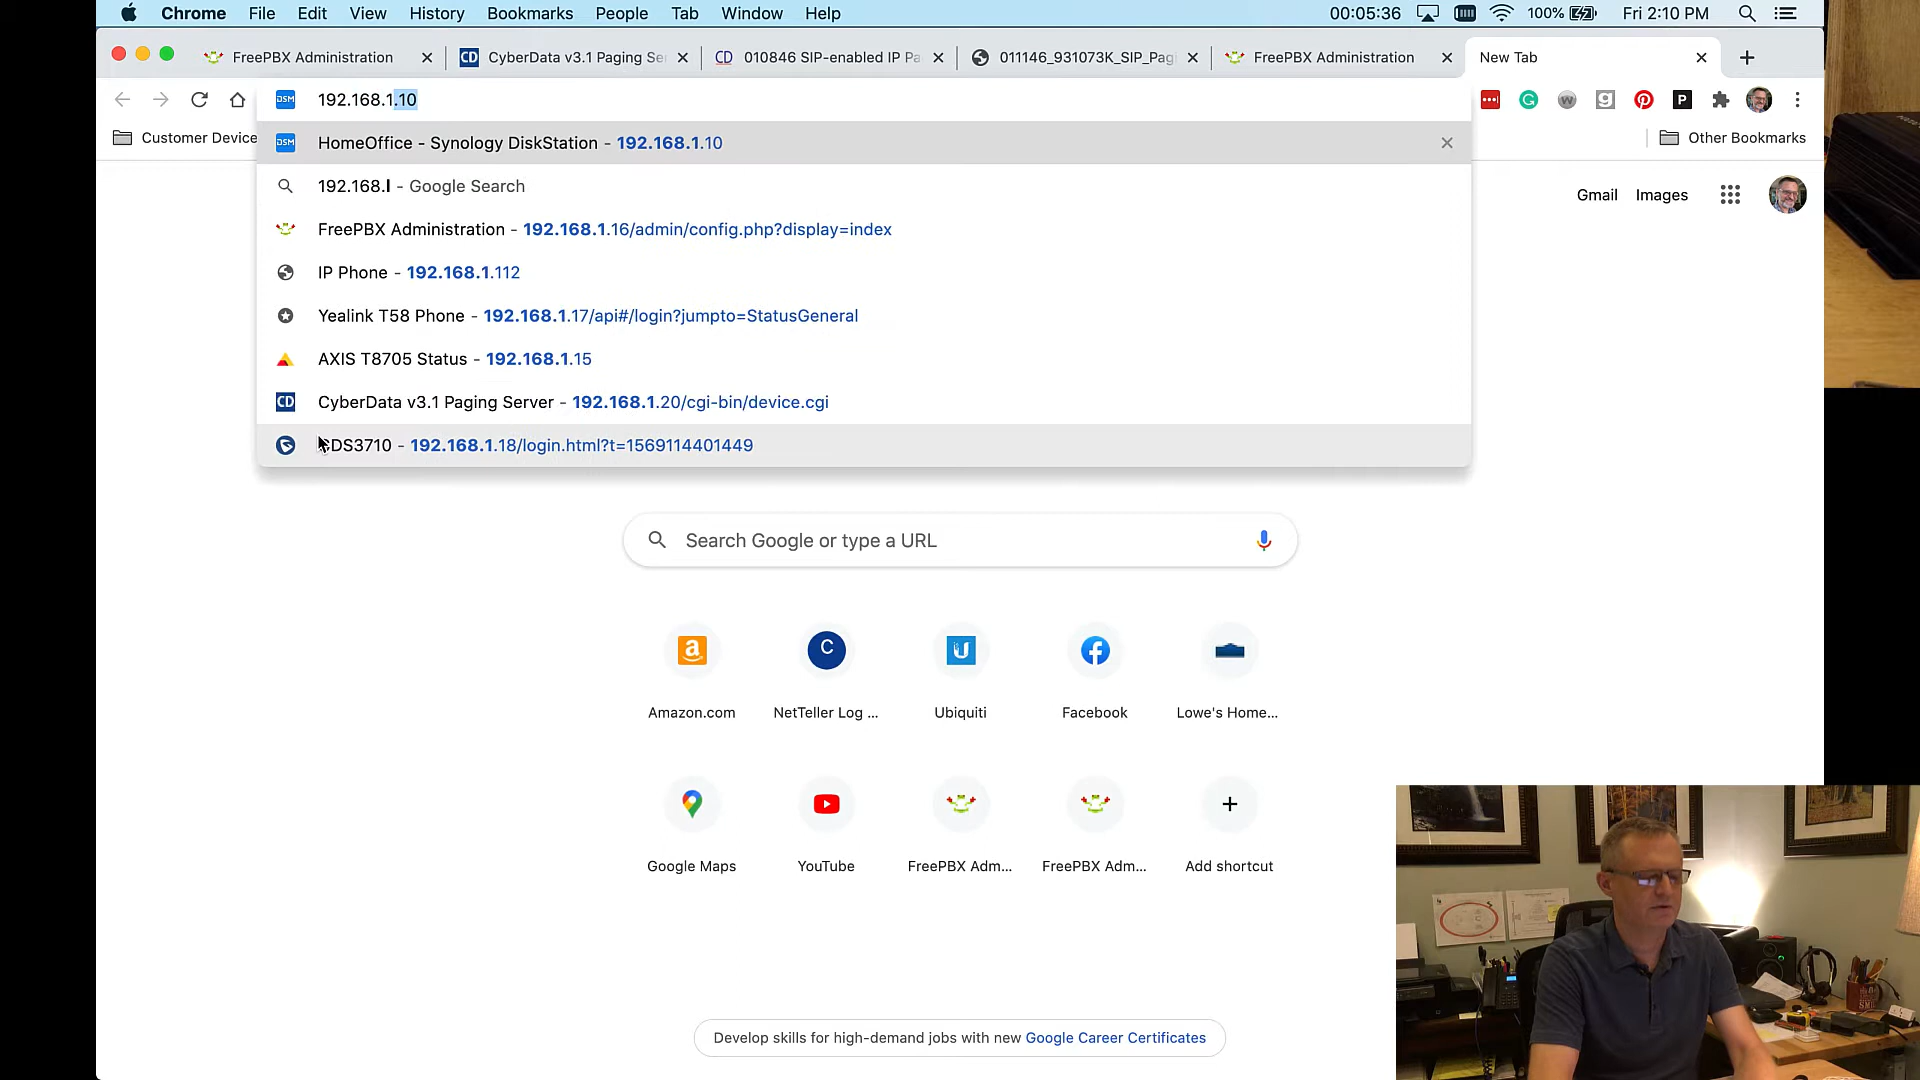 Chrome File Edit View History Bookmarks People Tab Window Help 00:05:36 100% Fri 2:10 PM
FreePBX Administration CyberData v3.1 Paging Ser 010846 SIP-enabled IP Pa 011146_931073K_SIP_Pag FreePBX Administration New Tab
DSM 192.168.1.10
Customer Device Other Bookmarks
DSM HomeOffice - Synology DiskStation - 192.168.1.10
192.168.l - Google Search
FreePBX Administration - 192.168.1.16/admin/config.php?display=index
IP Phone - 192.168.1.112
Yealink T58 Phone - 192.168.1.17/api#/login?jumpto=StatusGeneral
AXIS T8705 Status - 192.168.1.15
CD CyberData v3.1 Paging Server - 192.168.1.20/cgi-bin/device.cgi
DS3710 - 192.168.1.18/login.html?t=1569114401449
Gmail Images
Search Google or type a URL
Amazon.com NetTeller Log ... Ubiquiti Facebook Lowe's Home...
Google Maps YouTube FreePBX Adm... FreePBX Adm... Add shortcut
Develop skills for high-demand jobs with new Google Career Certificates